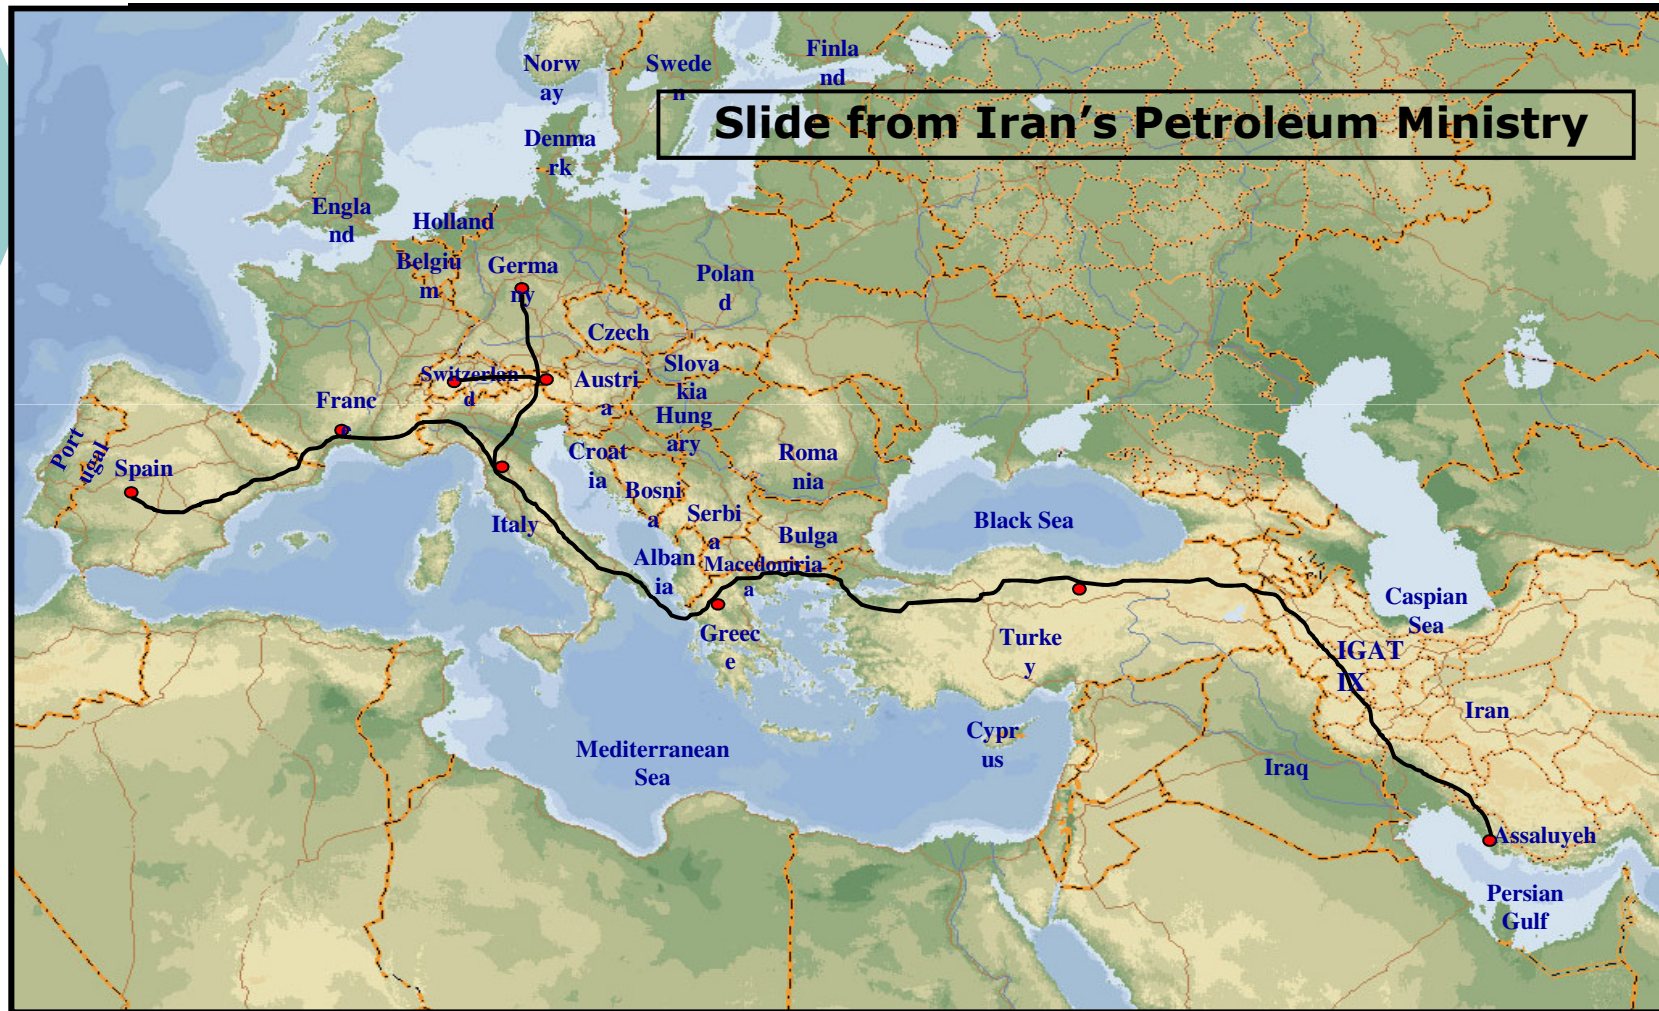 Norw
ay
Swede
n
Finla
nd
Slide from Iran’s Petroleum Ministry
Denma
rk
Engla
nd
Holland
Belgiu
m
Germa
ny
Polan
d
Czech
Slova
kia
Switzerlan
d
Austri
a
Franc
e
Hung
ary
Port
ugal
Spain
Croat
ia
Roma
nia
Bosni
a
Italy
Serbi
a
Black Sea
Bulga
ria
Alban
ia
Macedoni
a
Caspian
Sea
Greec
e
Turke
y
IGAT
IX
Iran
Cypr
us
Mediterranean
Sea
Iraq
Assaluyeh
Persian
Gulf